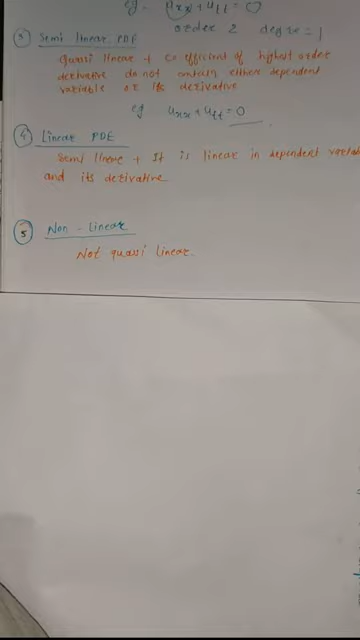 eg - uxx + utt = 0
order 2 degree = 1
③ Semi linear PDE
quasi linear + Co efficient of highest order
derivative do not contain either dependent
variable or its derivative
eg uxx + utt = 0
④ Linear PDE
Semi linear + It is linear in dependent variab
and its derivative
⑤ Non - Linear
Not quasi linear.